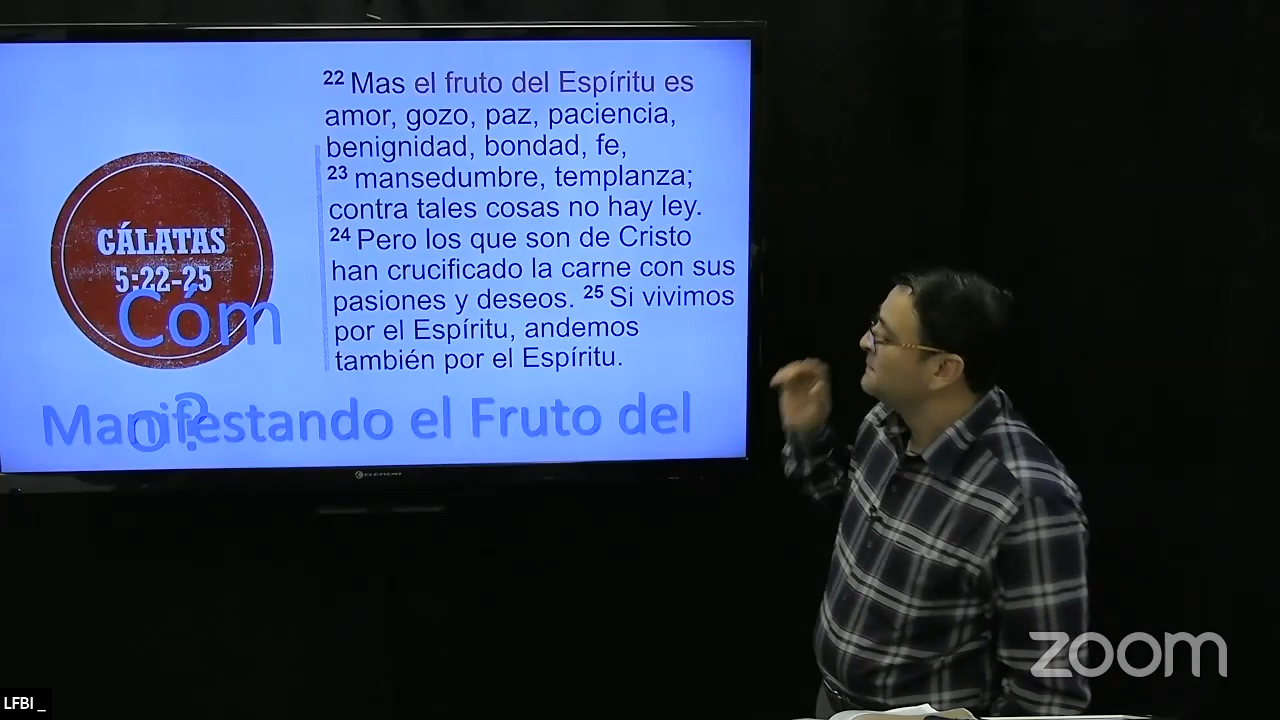 22 Mas el fruto del Espíritu es
amor, gozo, paz, paciencia,
benignidad, bondad, fe,
23 mansedumbre, templanza;
contra tales cosas no hay ley.
24 Pero los que son de Cristo
han crucificado la carne con sus
pasiones y deseos. 25 Si vivimos
por el Espíritu, andemos
también por el Espíritu.
GÁLATAS
5:22-25
Cóm
o?
Manifestando el Fruto del
ELEMENT
zoom
LFBI _